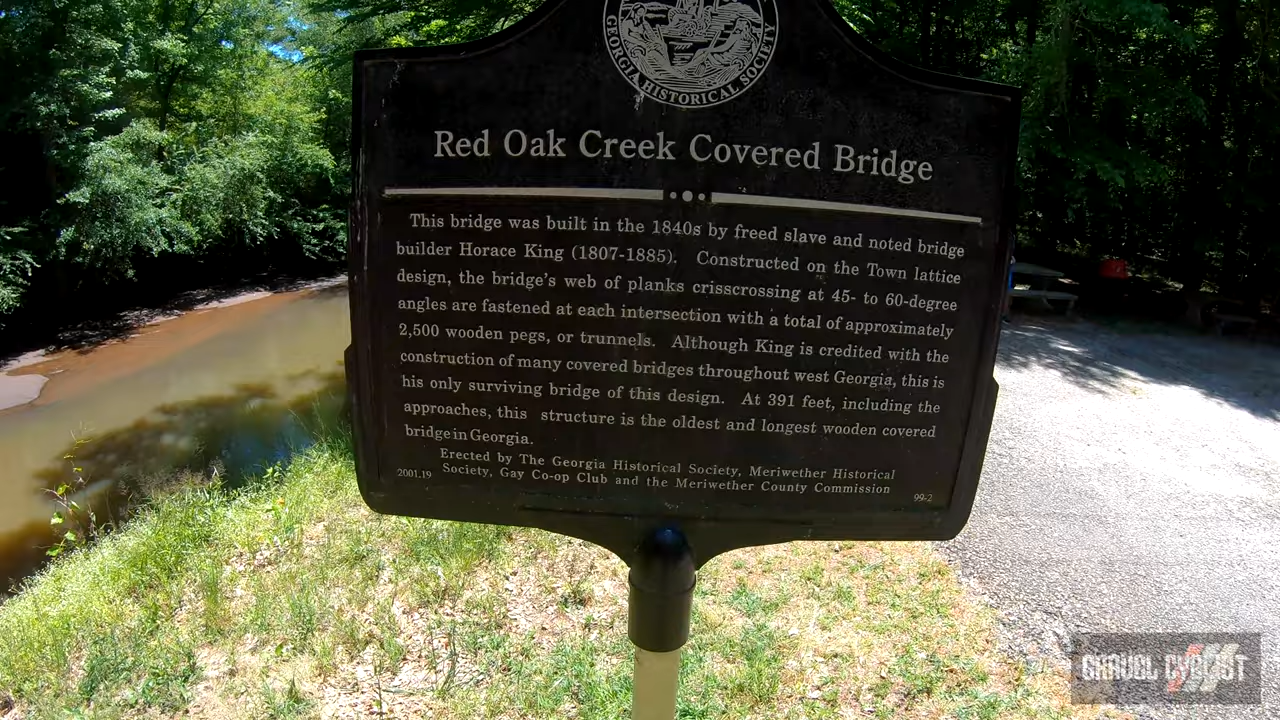 GEORGIA HISTORICAL SOCIETY
Red Oak Creek Covered Bridge
This bridge was built in the 1840s by freed slave and noted bridge
builder Horace King (1807-1885). Constructed on the Town lattice
design, the bridge's web of planks crisscrossing at 45- to 60-degree
angles are fastened at each intersection with a total of approximately
2,500 wooden pegs, or trunnels. Although King is credited with the
construction of many covered bridges throughout west Georgia, this is
his only surviving bridge of this design. At 391 feet, including the
approaches, this structure is the oldest and longest wooden covered
bridge in Georgia.
Erected by The Georgia Historical Society, Meriwether Historical
Society, Gay Co-op Club and the Meriwether County Commission
2001.19
99-2
GRAVEL CYCLIST